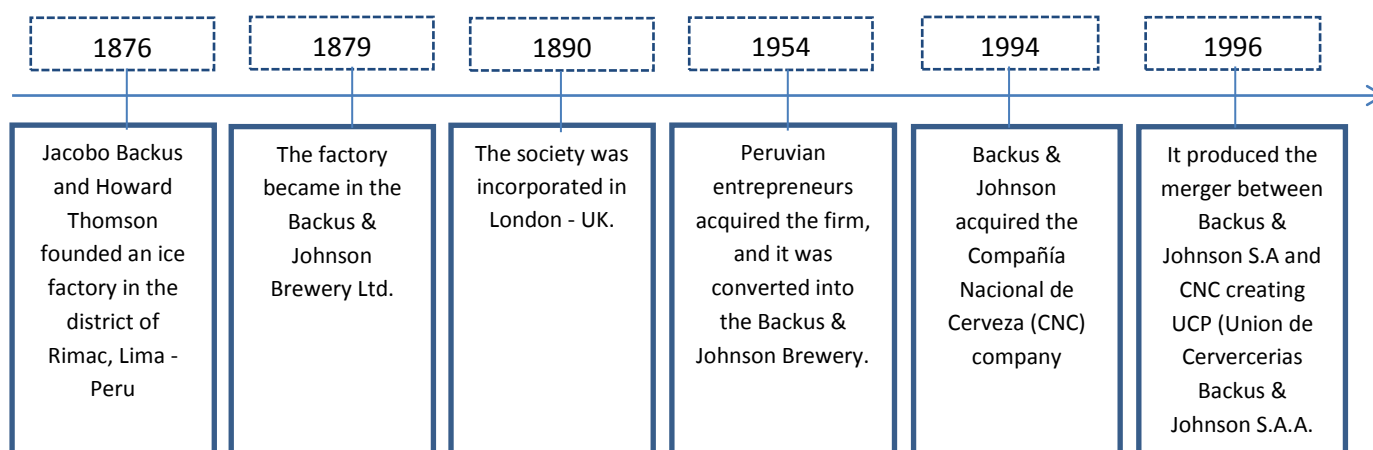 1876
1879
1890
1954
1994
1996
Jacobo Backus
and Howard
Thomson
founded an ice
factory in the
district of
Rimac, Lima -
Peru
The factory
became in the
Backus &
Johnson
Brewery Ltd.
The society was
incorporated in
London - UK.
Peruvian
entrepreneurs
acquired the firm,
and it was
converted into
the Backus &
Johnson Brewery.
Backus &
Johnson
acquired the
Compañía
Nacional de
Cerveza (CNC)
company
It produced the
merger between
Backus &
Johnson S.A and
CNC creating
UCP (Union de
Cervercerias
Backus &
Johnson S.A.A.